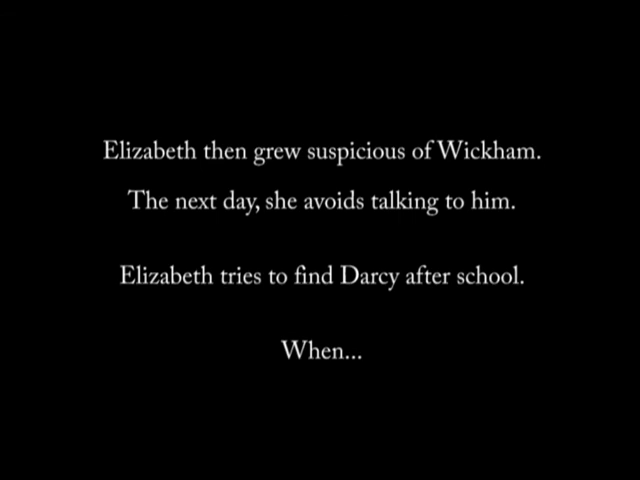 Elizabeth then grew suspicious of Wickham.
The next day, she avoids talking to him.
Elizabeth tries to find Darcy after school.
When...